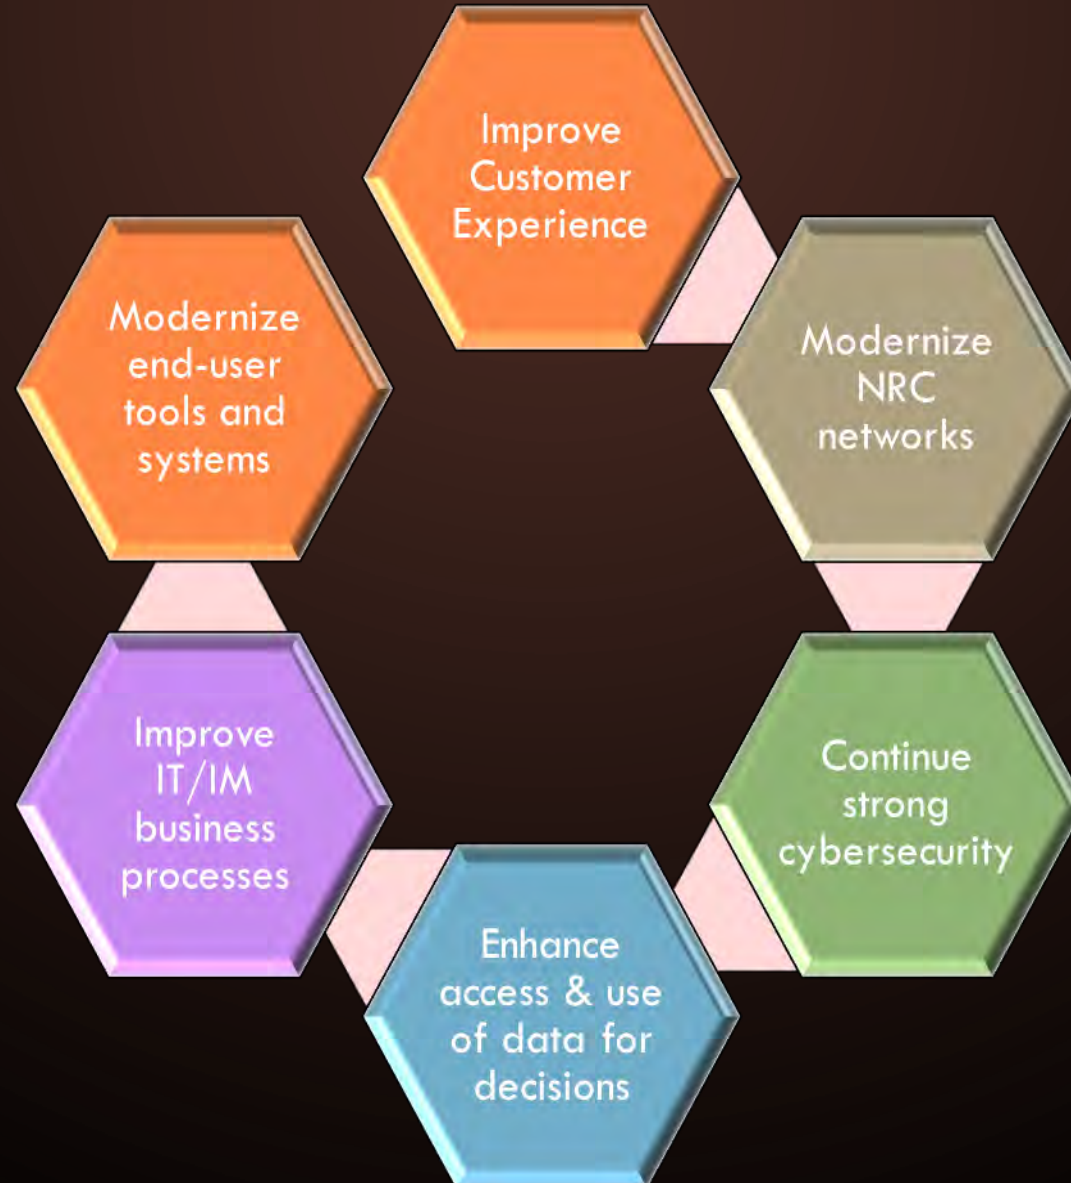 Improve
Customer
Experience
Modernize
NRC
networks
Continue
strong
cybersecurity
Enhance
access & use
of data for
decisions
Improve
IT/IM
business
processes
Modernize
end-user
tools and
systems